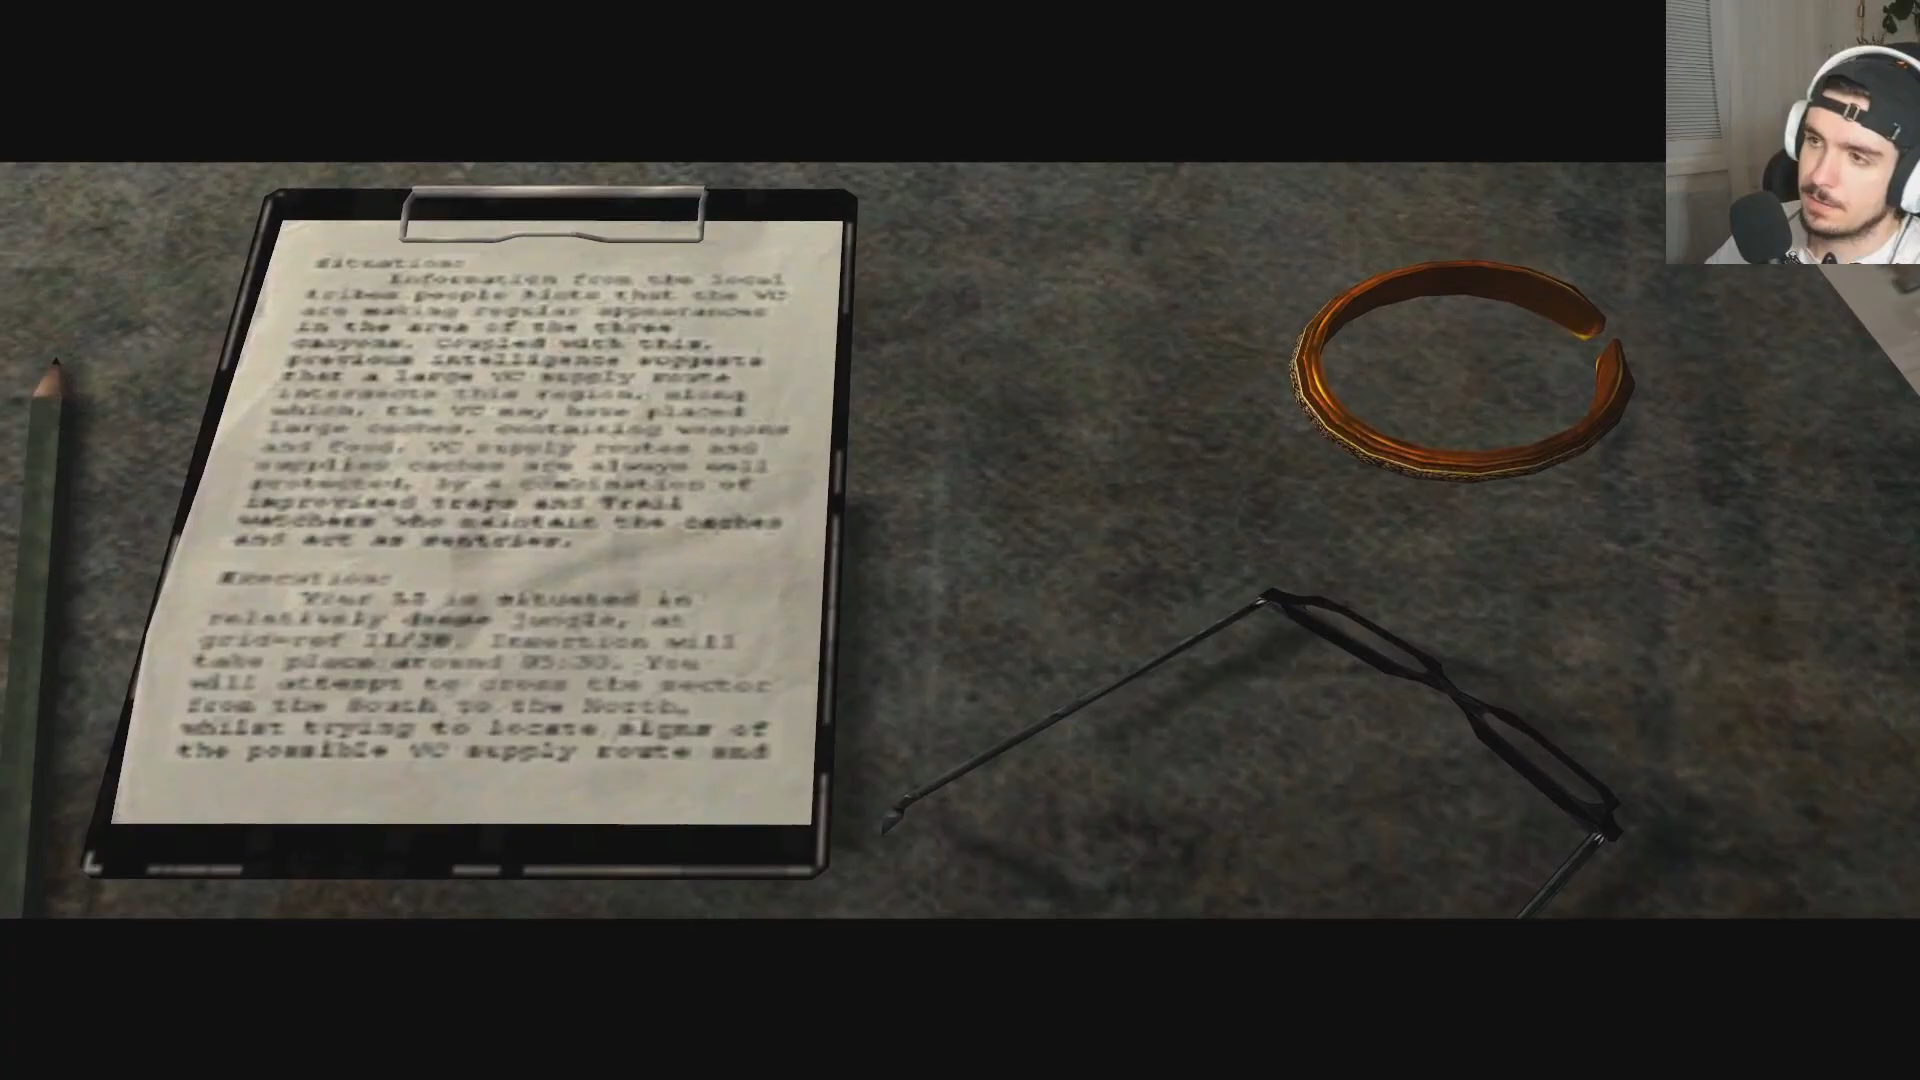 Situation:
Information from the local
tribes people hints that the VC
are making regular appearances
in the area of the three
canyons. Coupled with this,
previous intelligence suggests
that a large VC supply route
intersects this region, along
which, the VC may have placed
large caches, containing weapons
and food. VC supply routes and
supplies caches are always well
protected, by a combination of
improvised traps and Trail
watchers who maintain the caches
and act as sentries.
Execution:
Your LZ is situated in
relatively dense jungle, at
grid-ref 11/20. Insertion will
take place around 05:30. You
will attempt to cross the sector
from the South to the North,
whilst trying to locate signs of
the possible VC supply route and